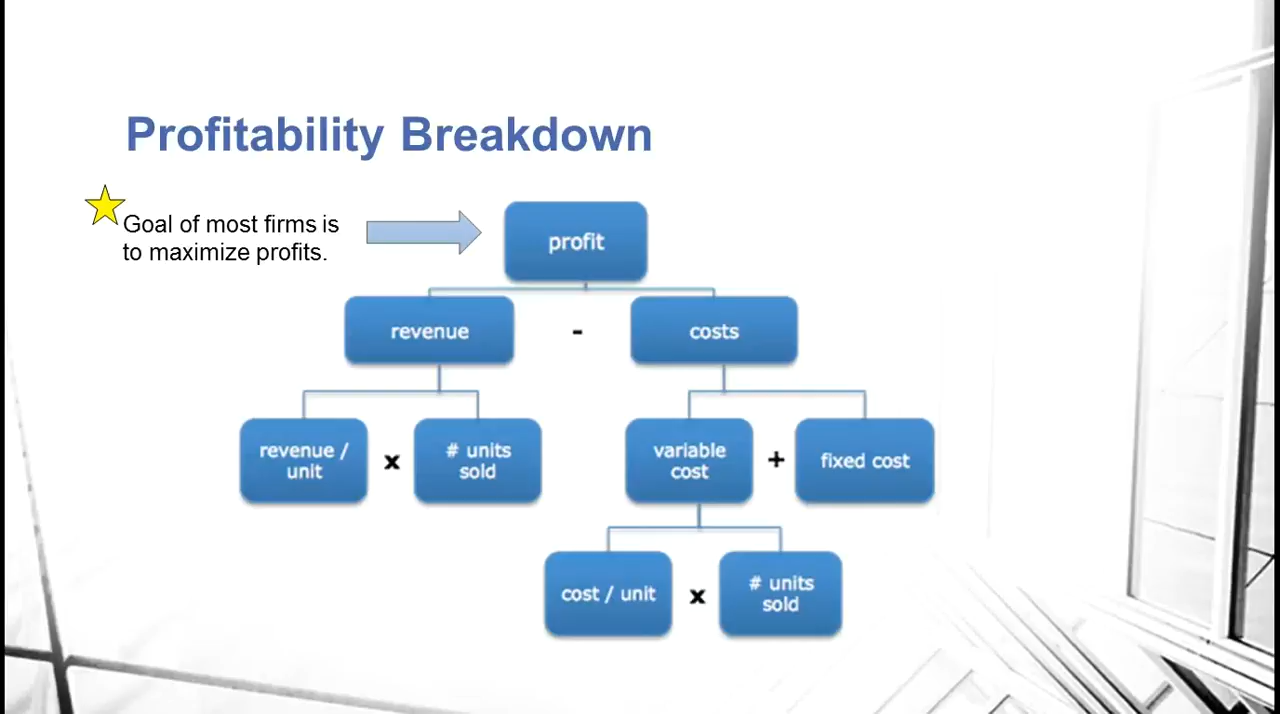 Profitability Breakdown
Goal of most firms is
to maximize profits.
profit
revenue
-
costs
revenue /
unit
x
# units
sold
variable
cost
+
fixed cost
cost / unit
x
# units
sold